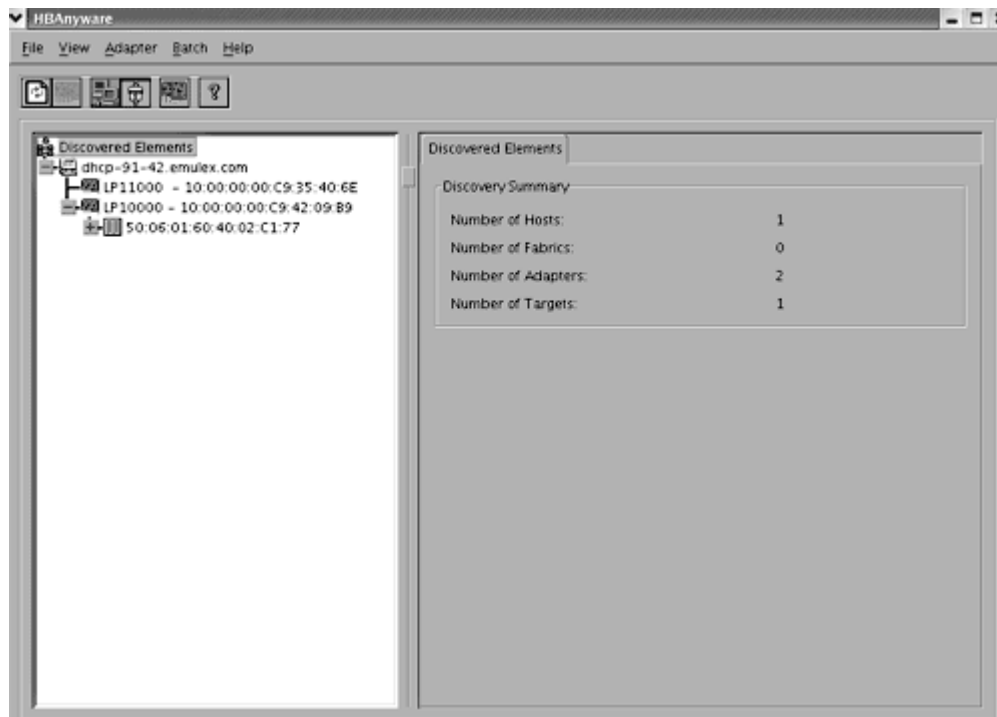 HBAnyware
File View Adapter Batch Help
Discovered Elements
dhcp-91-42.emulex.com
LP11000 - 10:00:00:00:C9:35:40:6E
LP10000 - 10:00:00:00:C9:42:09:B9
50:06:01:60:40:02:C1:77
Discovered Elements
Discovery Summary
Number of Hosts: 1
Number of Fabrics: 0
Number of Adapters: 2
Number of Targets: 1